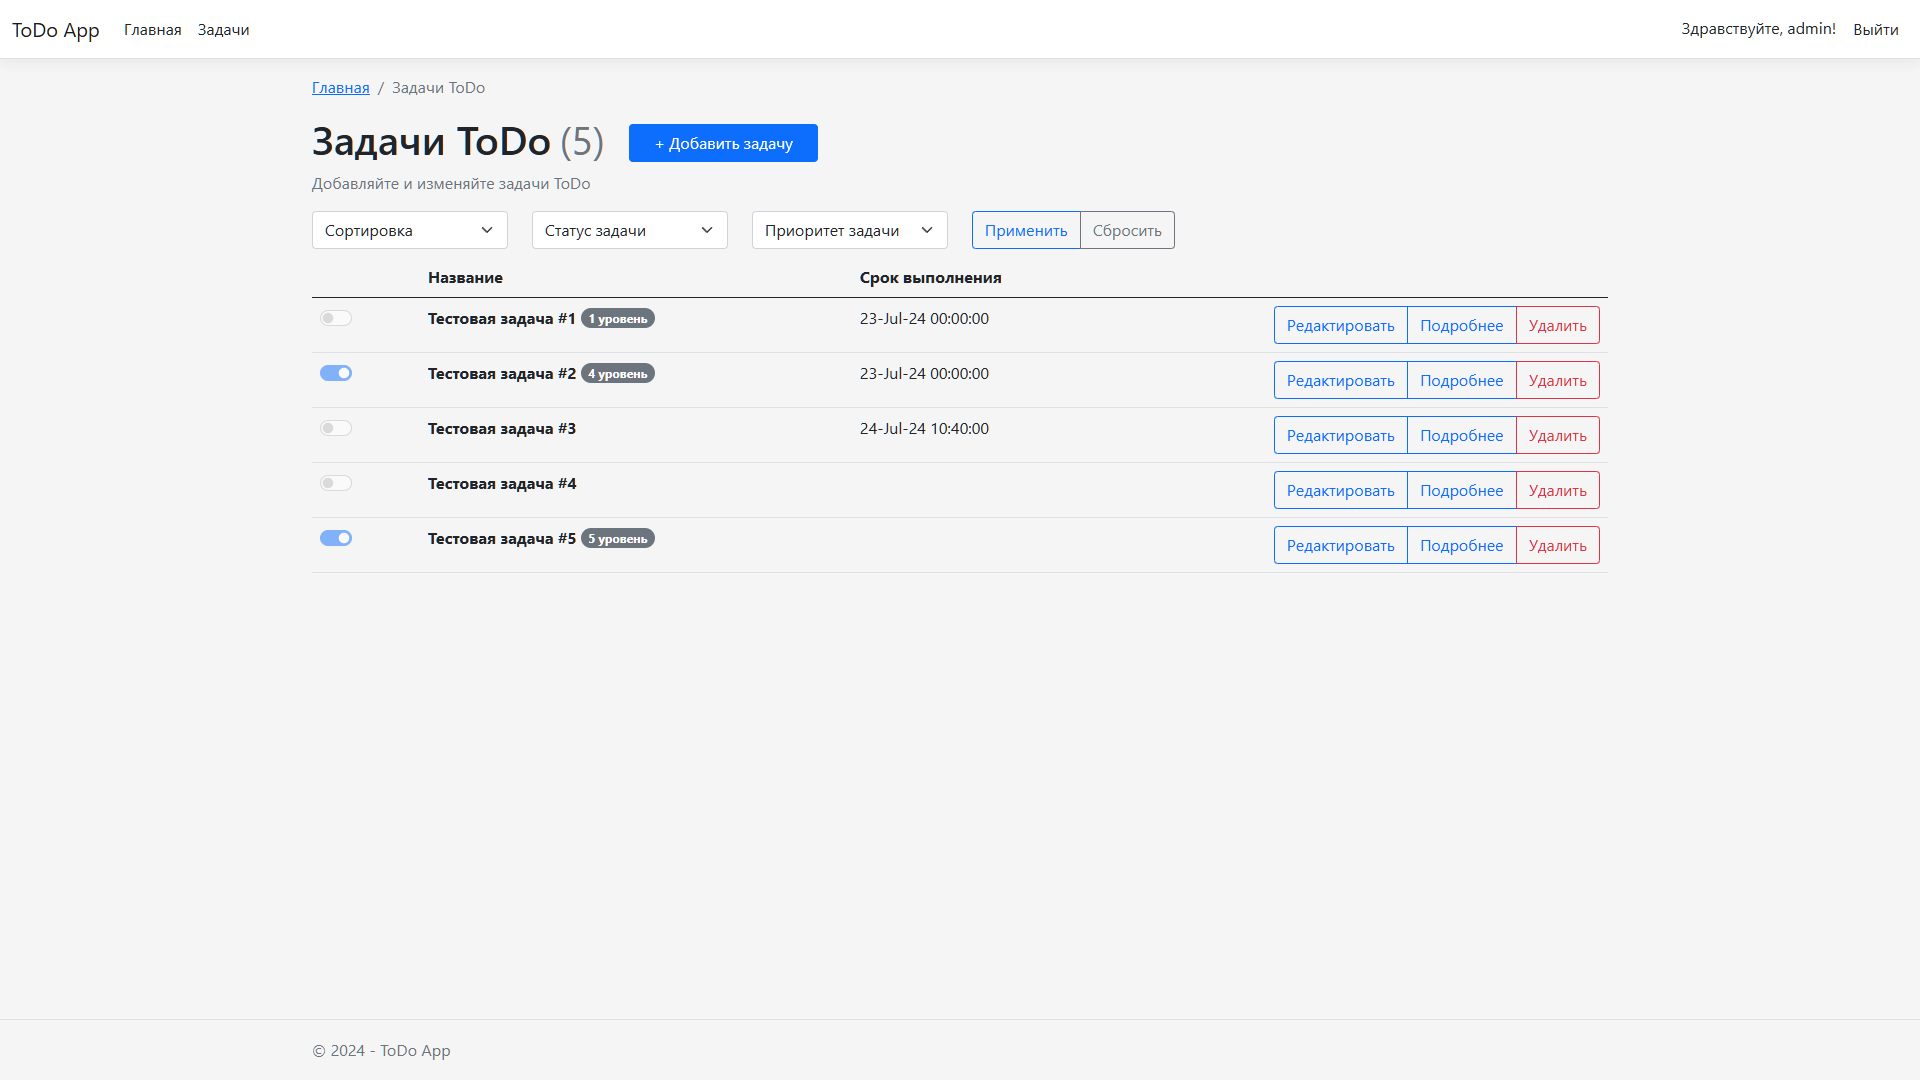 ToDo App Главная Задачи Здравствуйте, admin! Выйти
Главная / Задачи ToDo
Задачи ToDo (5) + Добавить задачу
Добавляйте и изменяйте задачи ToDo
Сортировка Статус задачи Приоритет задачи Применить Сбросить
Название Срок выполнения
Тестовая задача #1 1 уровень 23-Jul-24 00:00:00 Редактировать Подробнее Удалить
Тестовая задача #2 4 уровень 23-Jul-24 00:00:00 Редактировать Подробнее Удалить
Тестовая задача #3 24-Jul-24 10:40:00 Редактировать Подробнее Удалить
Тестовая задача #4 Редактировать Подробнее Удалить
Тестовая задача #5 5 уровень Редактировать Подробнее Удалить
© 2024 - ToDo App